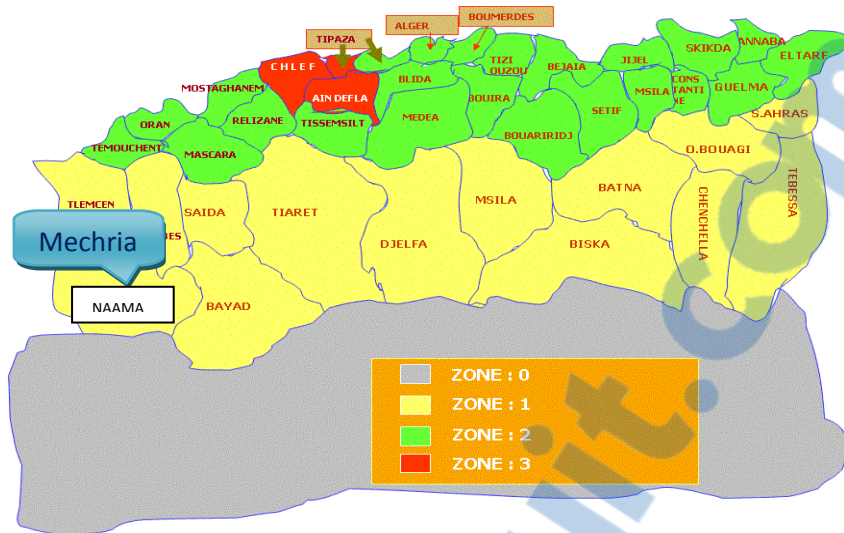 BOUMERDES
ALGER
TIPAZA
CHLEF
AIN DEFLA
MOSTAGHANEM
ORAN
RELIZANE
TEMOUCHENT
MASCARA
TISSEMSILT
BLIDA
MEDEA
TIZI
OUZOU
BOUIRA
BEJAIA
BOUARIRIDJ
SETIF
JIJEL
MSILA
SKIKDA
CONS
TANTI
NE
ANNABA
ELTARF
GUELMA
S.AHRAS
O.BOUAGI
TEBESSA
CHENCHELLA
BATNA
BISKA
MSILA
DJELFA
TIARET
SAIDA
TLEMCEN
BES
Mechria
NAAMA
BAYAD
ZONE : 0
ZONE : 1
ZONE : 2
ZONE : 3